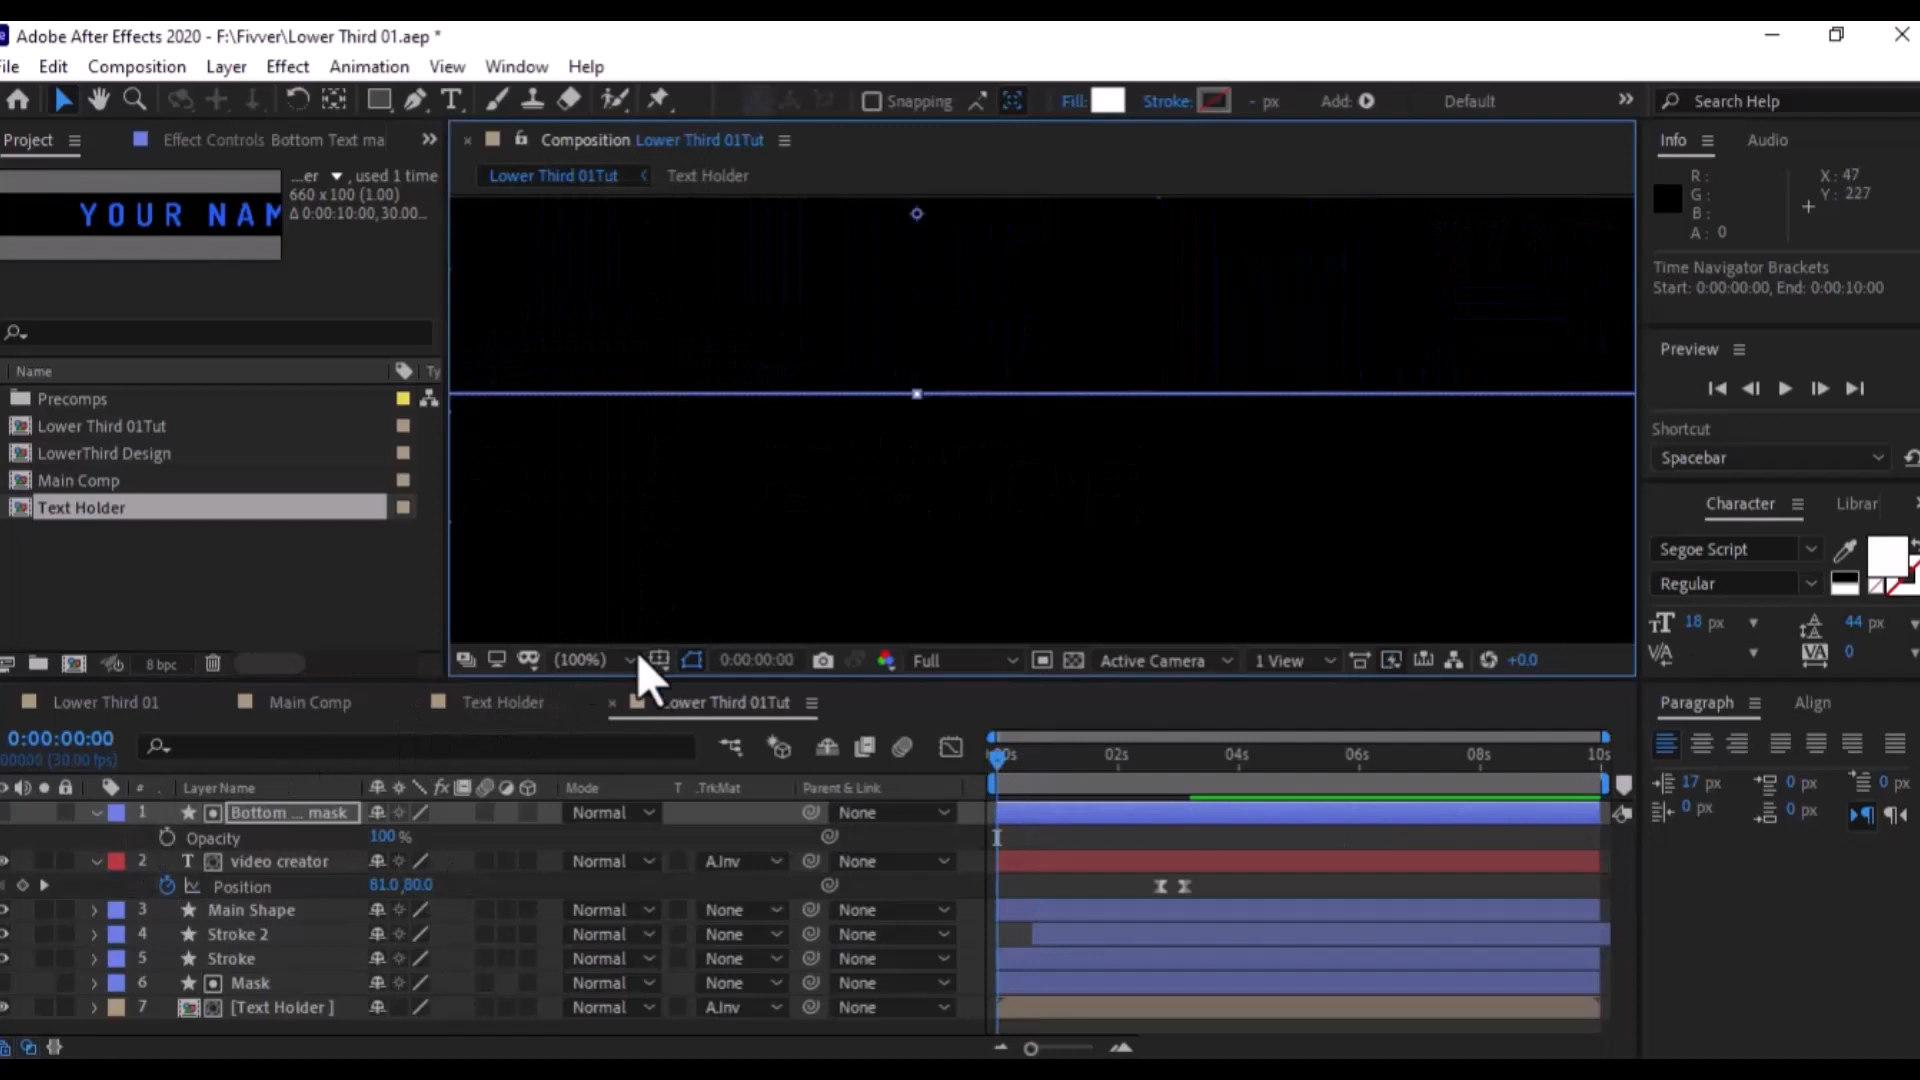 Adobe After Effects 2020 - F:\Fivver\Lower Third 01.aep *
File Edit Composition Layer Effect Animation View Window Help
Snapping Fill: Stroke: - px Add: Default Search Help
Project Effect Controls Bottom Text ma
Composition Lower Third 01Tut
Info Audio
...er , used 1 time
660 x 100 (1.00)
Δ 0:00:10:00, 30.00...
YOUR NAM
Lower Third 01Tut Text Holder
R :
G :
B :
A : 0
X : 47
Y : 227
Time Navigator Brackets
Start: 0:00:00:00, End: 0:00:10:00
Preview
Shortcut
Spacebar
Name Ty
Precomps
Lower Third 01Tut
LowerThird Design
Main Comp
Text Holder
Character Librar
Segoe Script
Regular
18 px 44 px
0
8 bpc
(100%) 0:00:00:00 Full Active Camera 1 View +0.0
Lower Third 01 Main Comp Text Holder Lower Third 01Tut
Paragraph Align
17 px 0 px 0 px
0 px 0 px
0:00:00:00
00000 (30.00 fps)
02s 04s 06s 08s 10s
# Layer Name Mode T .TrkMat Parent & Link
1 Bottom ... mask Normal None
Opacity 100 %
2 T video creator Normal A.Inv None
Position 81.0,80.0
3 Main Shape Normal None None
4 Stroke 2 Normal None None
5 Stroke Normal None None
6 Mask Normal None None
7 [Text Holder ] Normal A.Inv None